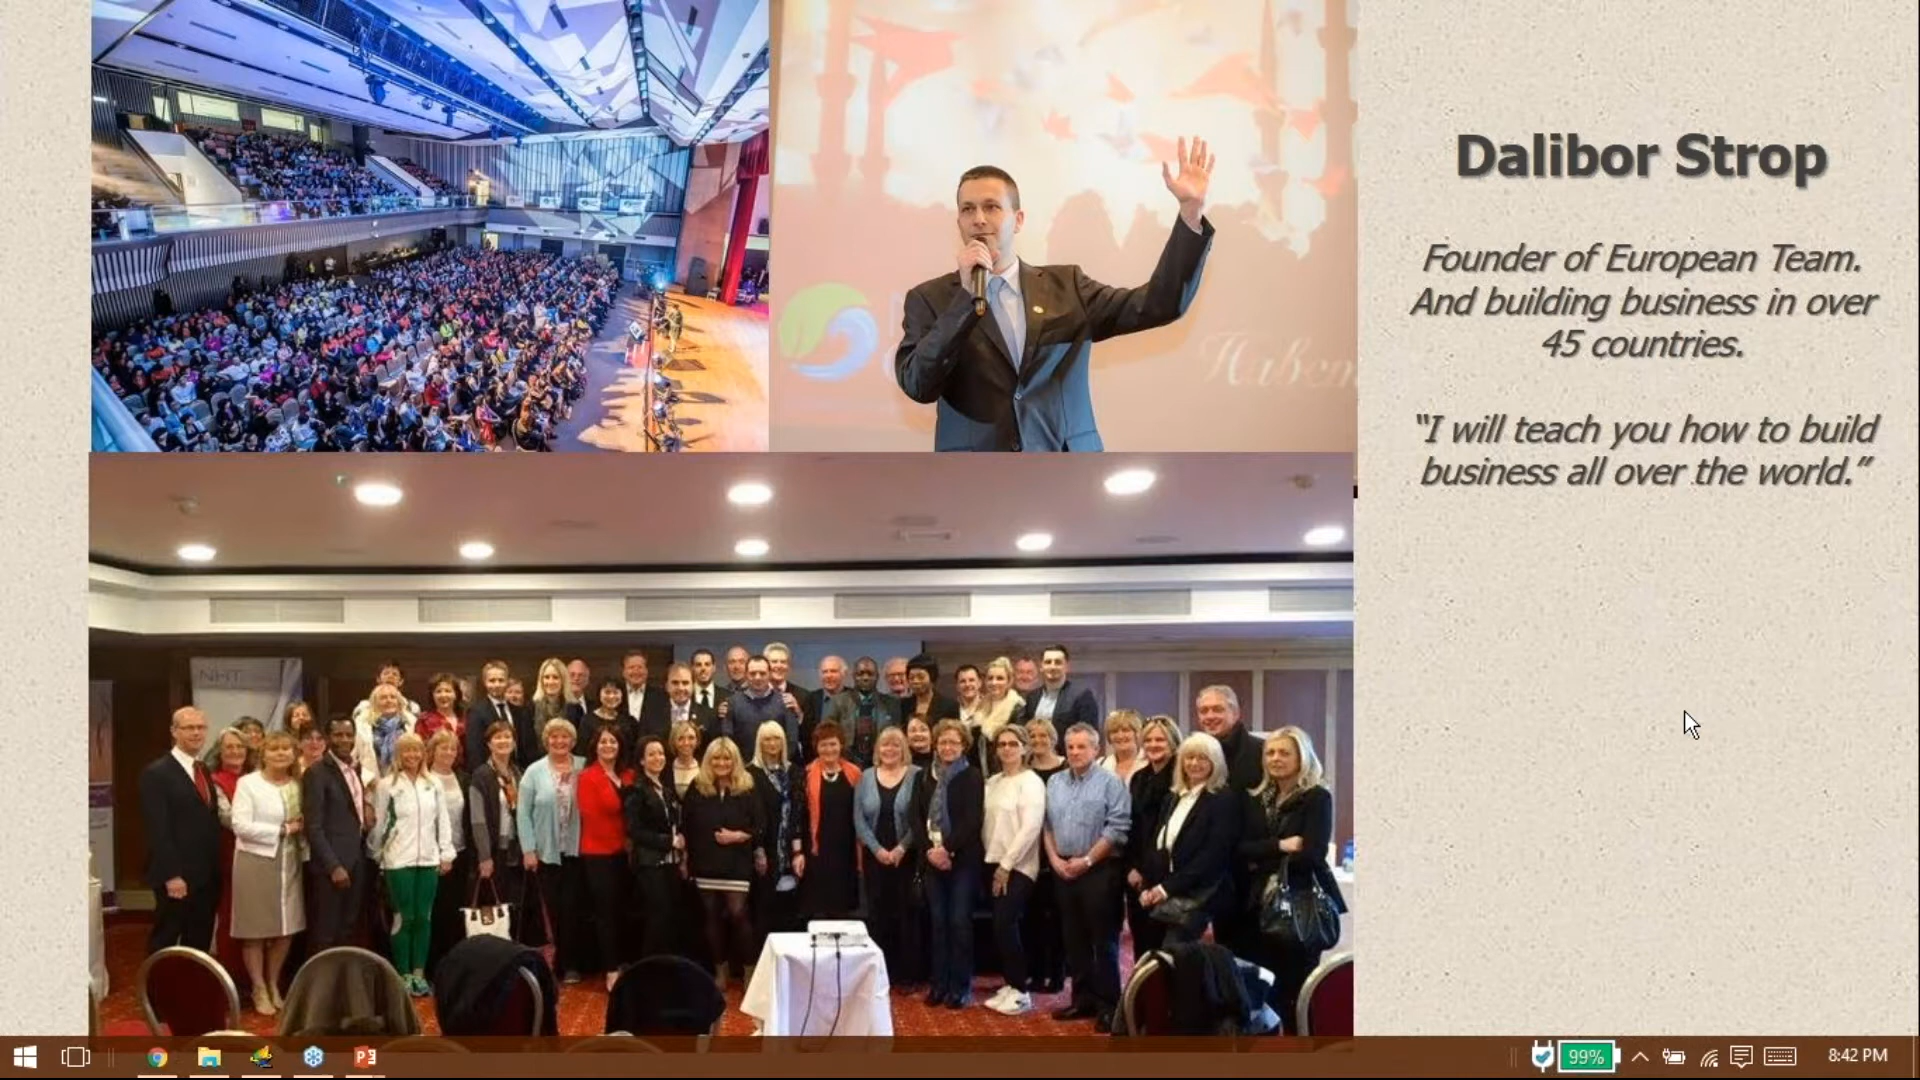 Dalibor Strop
Founder of European Team.
And building business in over
45 countries.
“I will teach you how to build
business all over the world.”
NHT
99%
8:42 PM